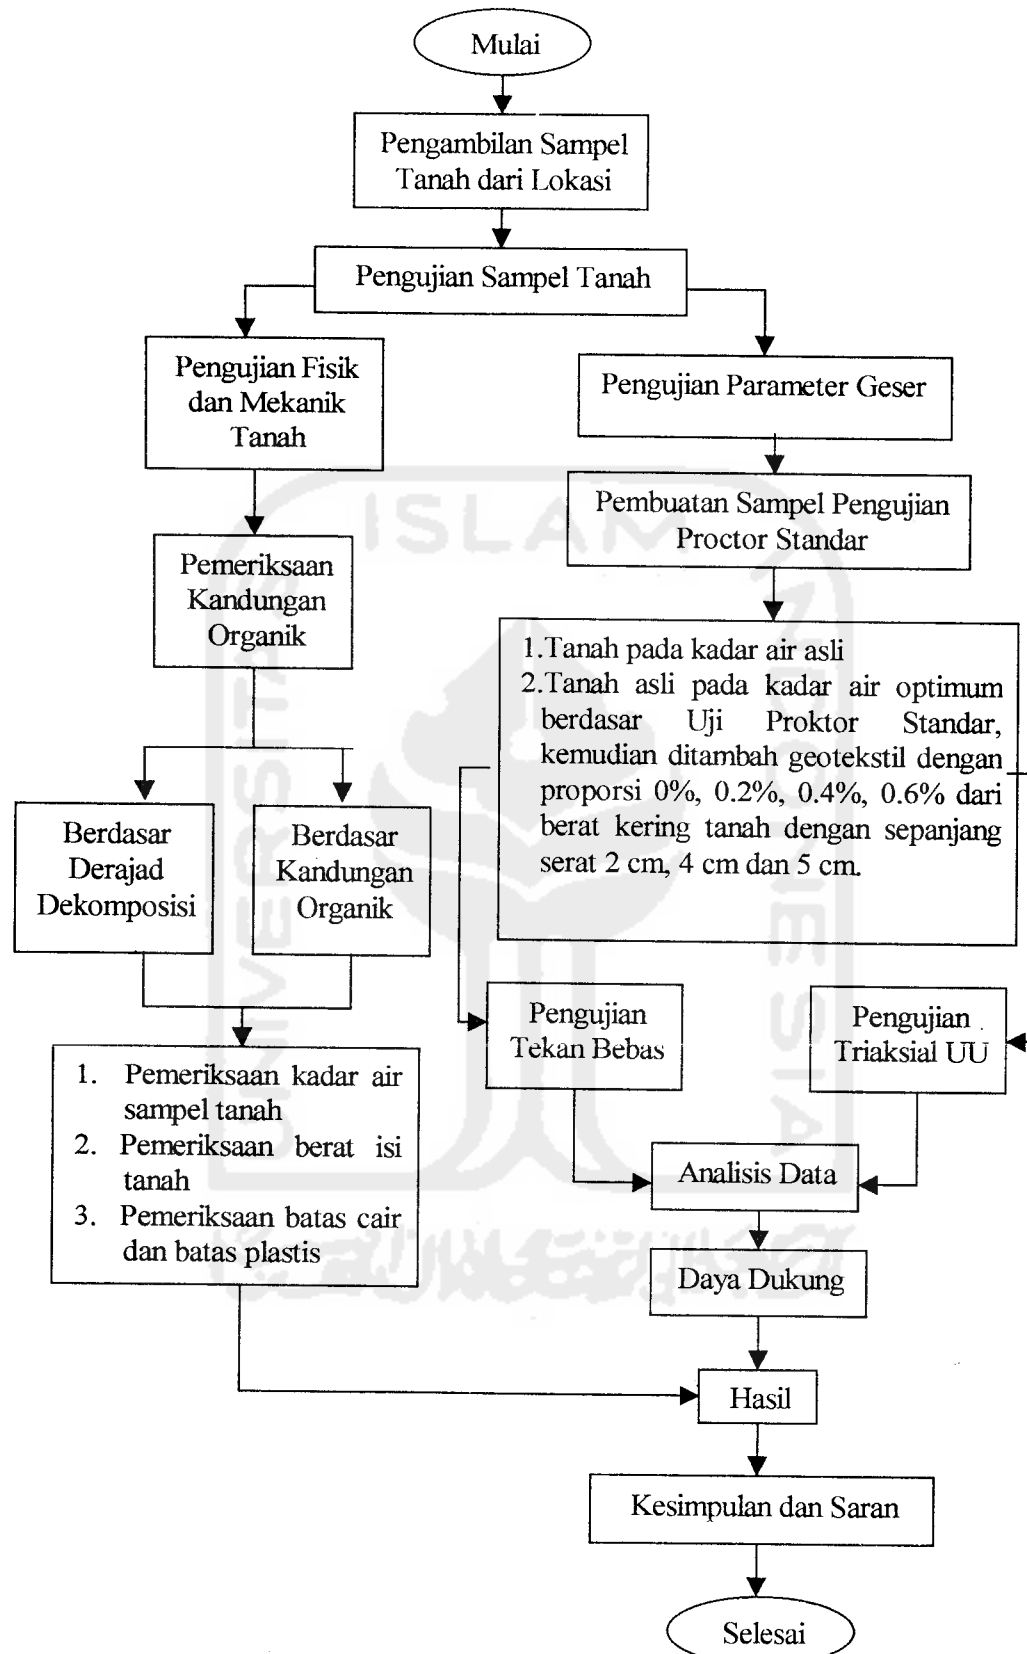 Mulai
Pengambilan Sampel
Tanah dari Lokasi
Pengujian Sampel Tanah
Pengujian Fisik
dan Mekanik
Tanah
Pengujian Parameter Geser
Pembuatan Sampel Pengujian
Proctor Standar
Pemeriksaan
Kandungan
Organik
1.Tanah pada kadar air asli
2.Tanah asli pada kadar air optimum
berdasar Uji Proktor Standar,
kemudian ditambah geotekstil dengan
proporsi 0%, 0.2%, 0.4%, 0.6% dari
berat kering tanah dengan sepanjang
serat 2 cm, 4 cm dan 5 cm.
Berdasar
Derajad
Dekomposisi
Berdasar
Kandungan
Organik
Pengujian
Tekan Bebas
Pengujian
Triaksial UU
1. Pemeriksaan kadar air
sampel tanah
2. Pemeriksaan berat isi
tanah
3. Pemeriksaan batas cair
dan batas plastis
Analisis Data
Daya Dukung
Hasil
Kesimpulan dan Saran
Selesai
UNIVERSITAS
ISLAM
INDONESIA